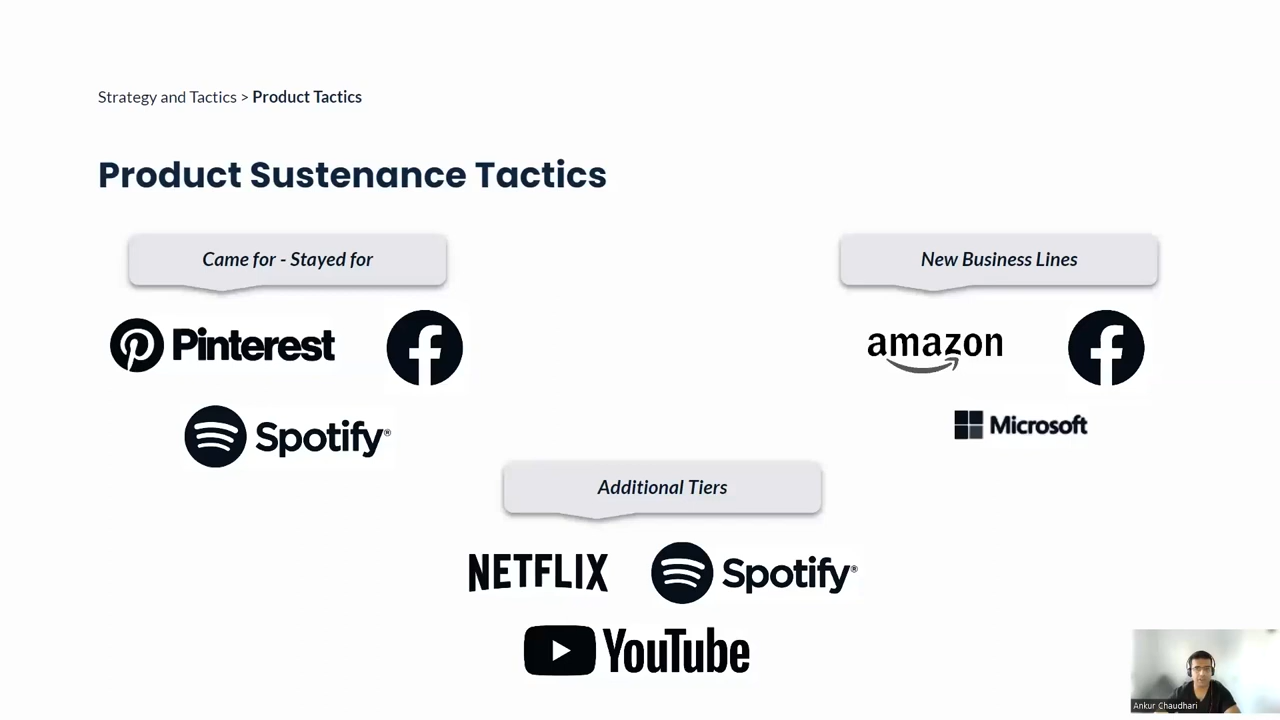 Strategy and Tactics > Product Tactics
Product Sustenance Tactics
Came for - Stayed for
Pinterest
Spotify®
New Business Lines
amazon
Microsoft
Additional Tiers
NETFLIX
Spotify®
YouTube
Ankur Chaudhari